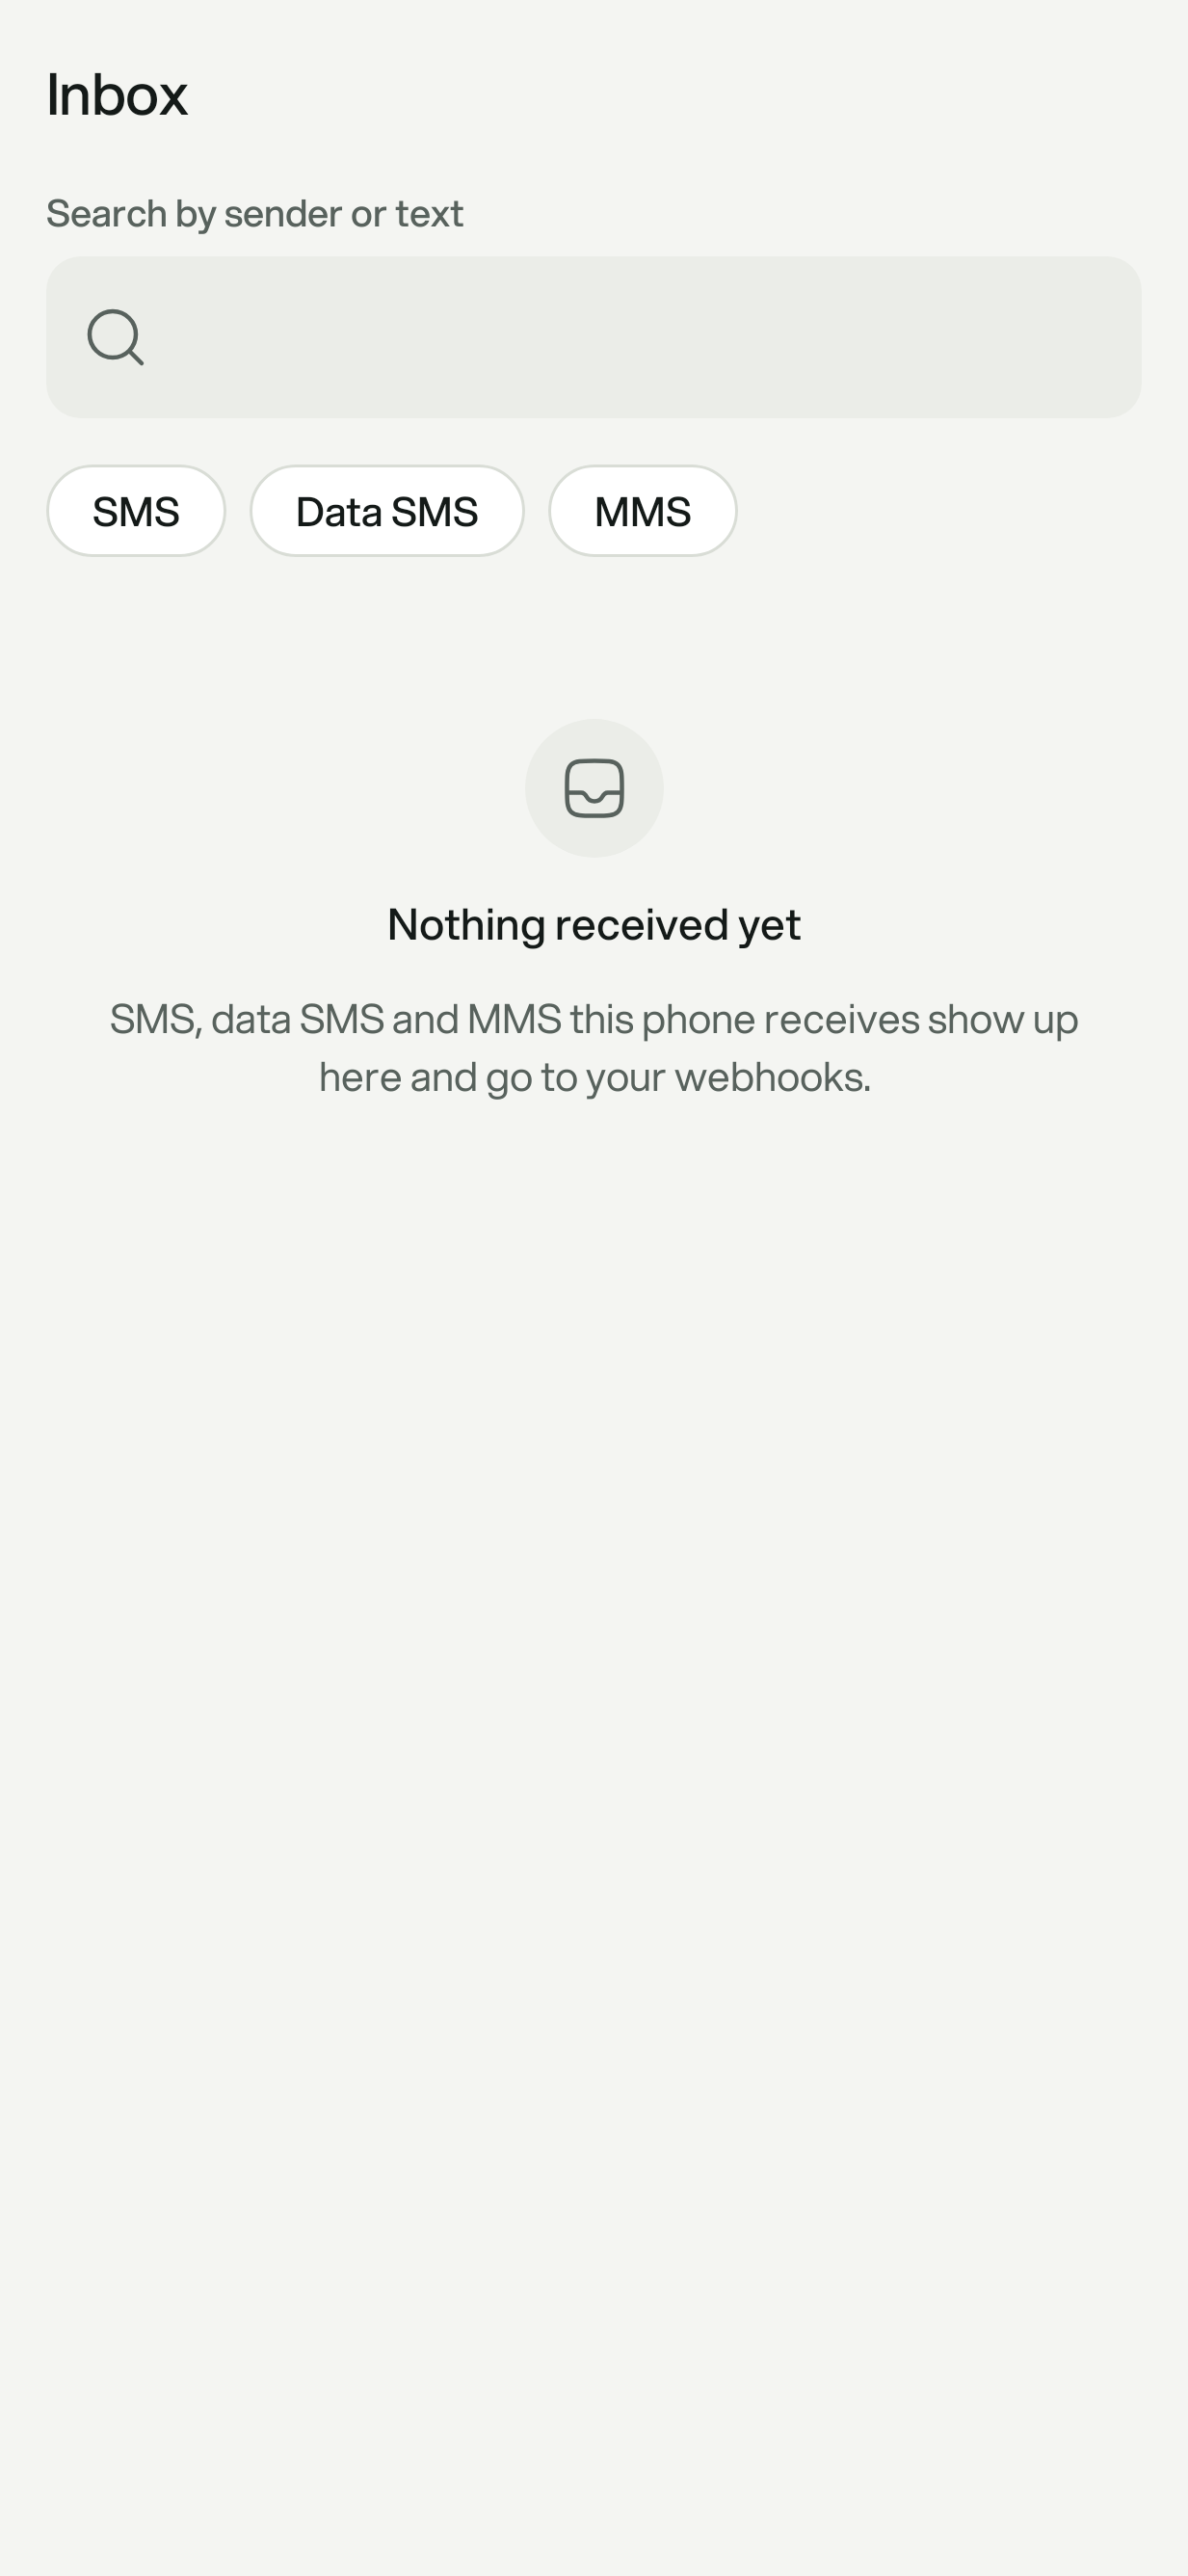 Inbox
Search by sender or text
SMS
Data SMS
MMS
Nothing received yet
SMS, data SMS and MMS this phone receives show up
here and go to your webhooks.